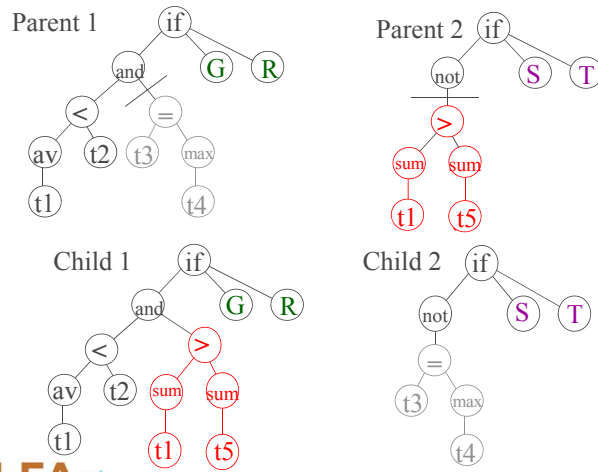 Parent 1
if
and
G
R
<
=
av
t2
t3
max
t1
t4
Parent 2
if
not
S
T
>
sum
sum
t1
t5
Child 1
if
and
G
R
<
>
av
t2
sum
sum
t1
t1
t5
Child 2
if
not
S
T
=
t3
max
t4